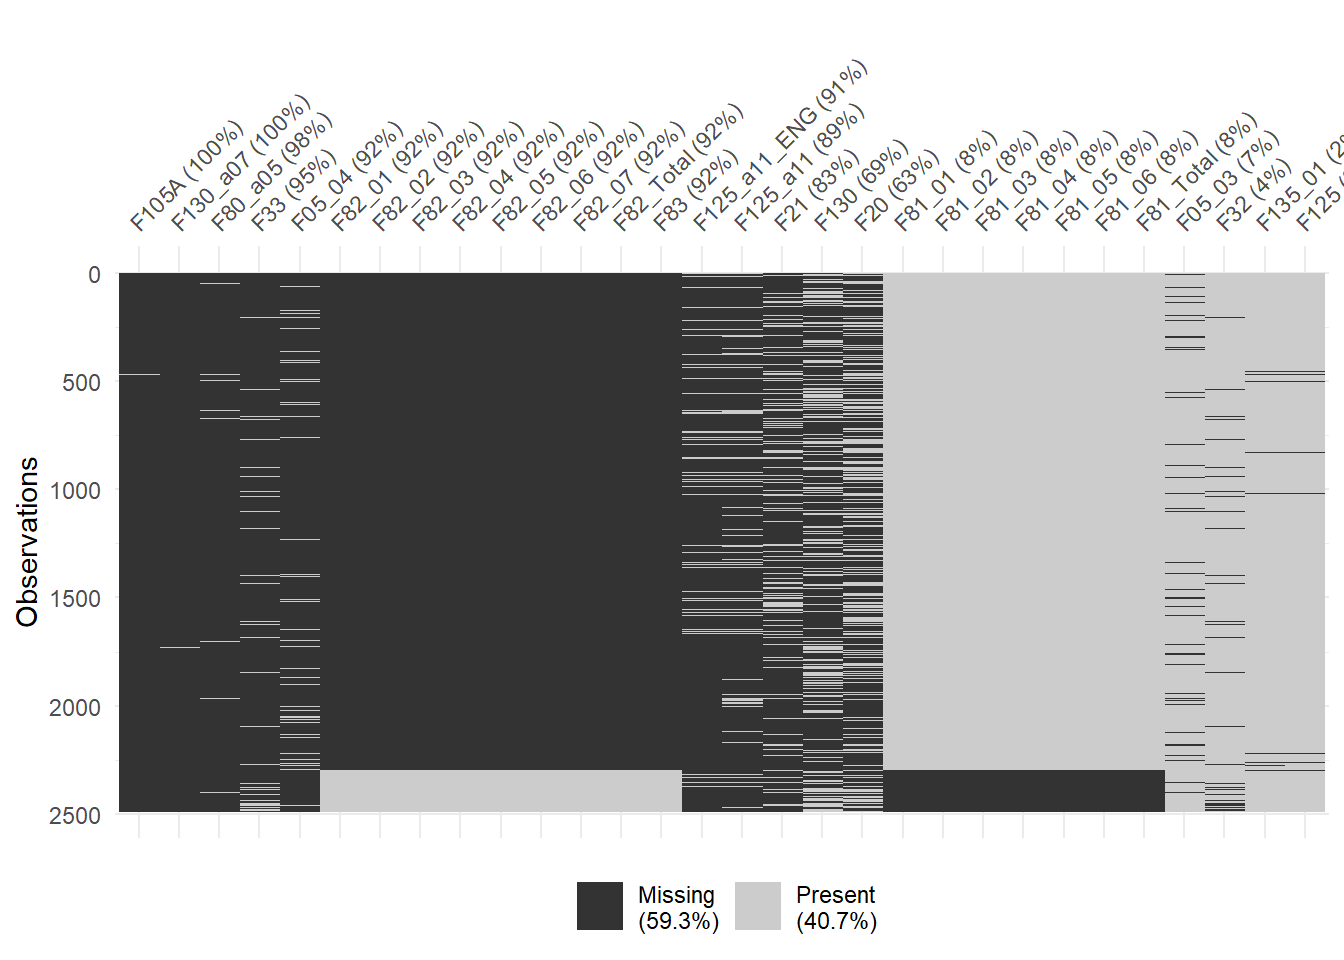 F105A (100%)
F130_a07 (100%)
F80_a05 (98%)
F33 (95%)
F05_04 (92%)
F82_01 (92%)
F82_02 (92%)
F82_03 (92%)
F82_04 (92%)
F82_05 (92%)
F82_06 (92%)
F82_07 (92%)
F82_Total (92%)
F83 (92%)
F125_a11_ENG (91%)
F125_a11 (89%)
F21 (83%)
F130 (69%)
F20 (63%)
F81_01 (8%)
F81_02 (8%)
F81_03 (8%)
F81_04 (8%)
F81_05 (8%)
F81_06 (8%)
F81_Total (8%)
F05_03 (7%)
F32 (4%)
F135_01 (2
F125 (
Observations
0
500
1000
1500
2000
2500
Missing
(59.3%)
Present
(40.7%)